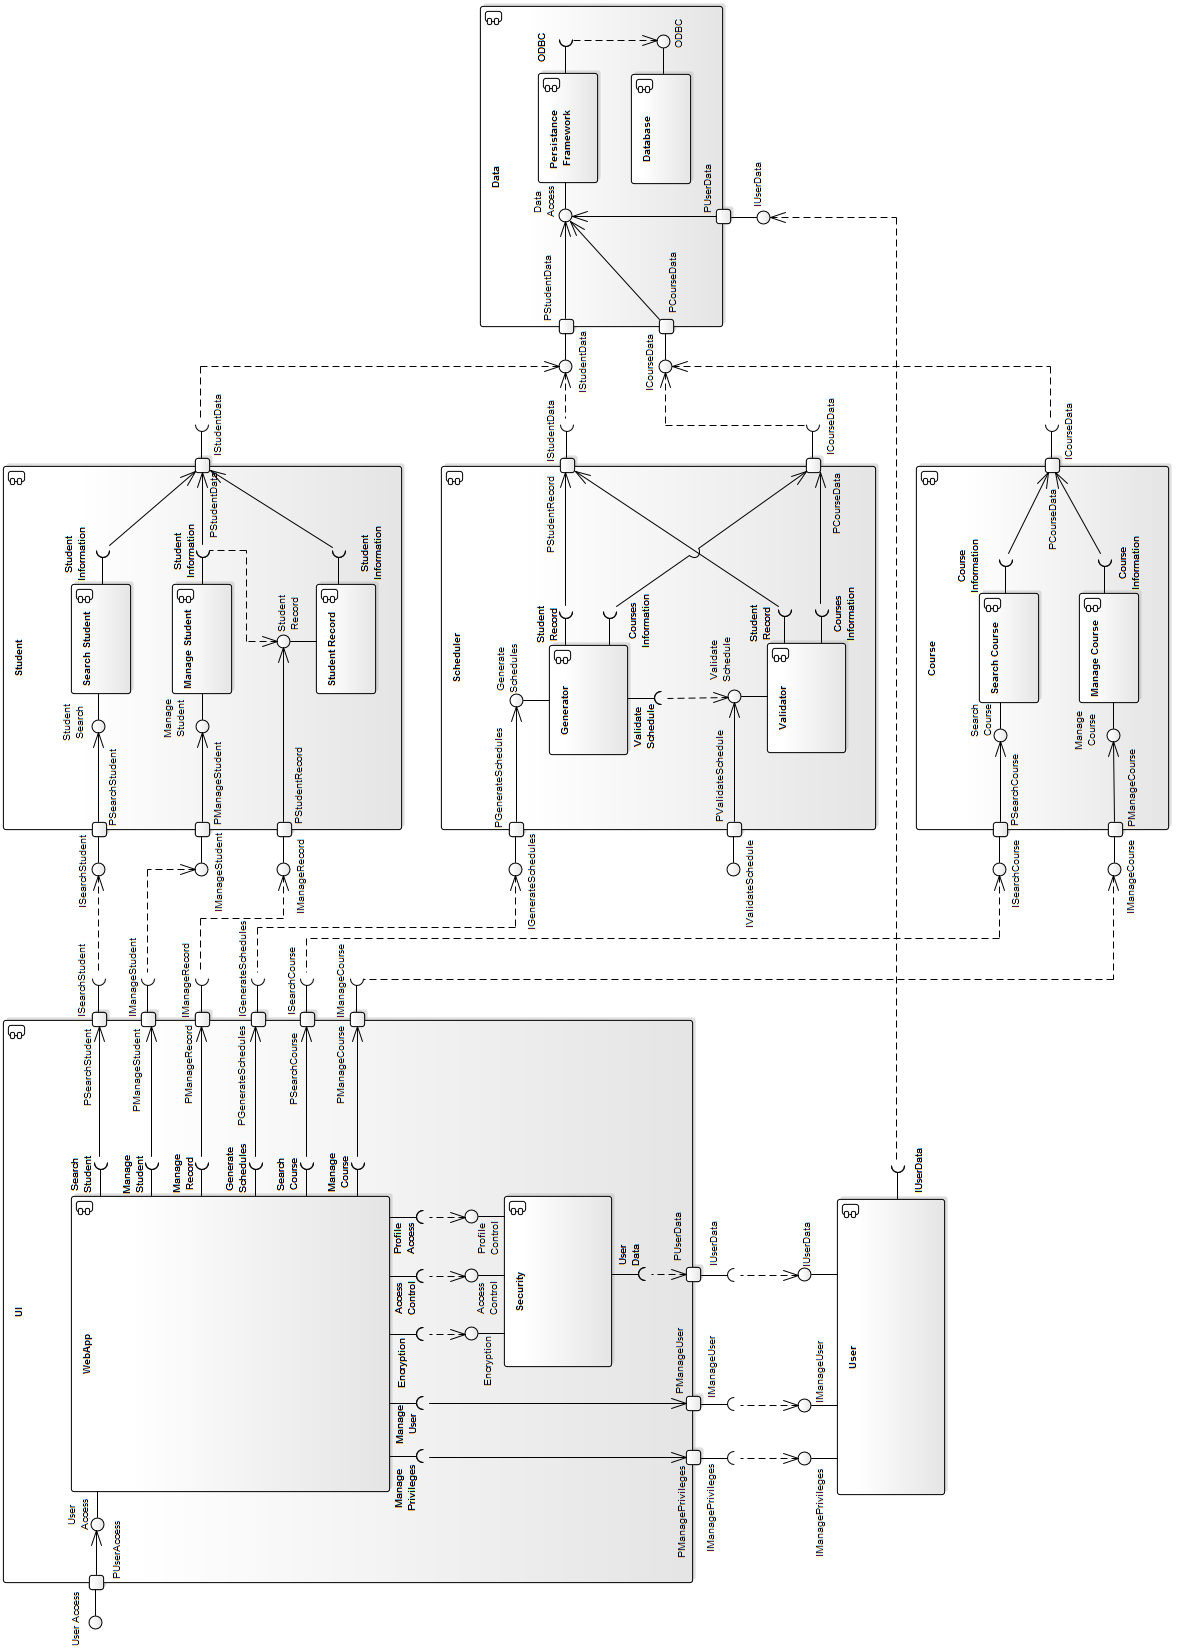 Data
ODBC
ODBC
Persistance
Framework
Database
Data
Access
PUserData
IUserData
PStudentData
PCourseData
IStudentData
ICourseData
Student
IStudentData
PStudentData
Student
Information
Student
Information
Student
Information
Search Student
Manage Student
Student
Record
Student Record
Student
Search
Manage
Student
PSearchStudent
PManageStudent
PStudentRecord
ISearchStudent
IManageStudent
IManageRecord
Scheduler
IStudentData
ICourseData
PStudentRecord
PCourseData
Student
Record
Courses
Information
Student
Record
Courses
Information
Generate
Schedules
Generator
Validate
Schedule
Validate
Schedule
Validator
PGenerateSchedules
PValidateSchedule
IGenerateSchedules
IValidateSchedule
Course
ICourseData
PCourseData
Course
Information
Course
Information
Search Course
Manage Course
Search
Course
Manage
Course
PSearchCourse
PManageCourse
ISearchCourse
IManageCourse
UI
ISearchStudent
IManageStudent
IManageRecord
IGenerateSchedules
ISearchCourse
IManageCourse
PSearchStudent
PManageStudent
PManageRecord
PGenerateSchedules
PSearchCourse
PManageCourse
Search
Student
Manage
Student
Manage
Record
Generate
Schedules
Search
Course
Manage
Course
WebApp
Profile
Access
Profile
Control
Access
Control
Access
Control
Encryption
Encryption
Security
User
Data
PUserData
IUserData
IUserData
Manage
User
PManageUser
IManageUser
IManageUser
Manage
Privileges
PManagePrivileges
IManagePrivileges
IManagePrivileges
User
IUserData
User
Access
PUserAccess
User Access